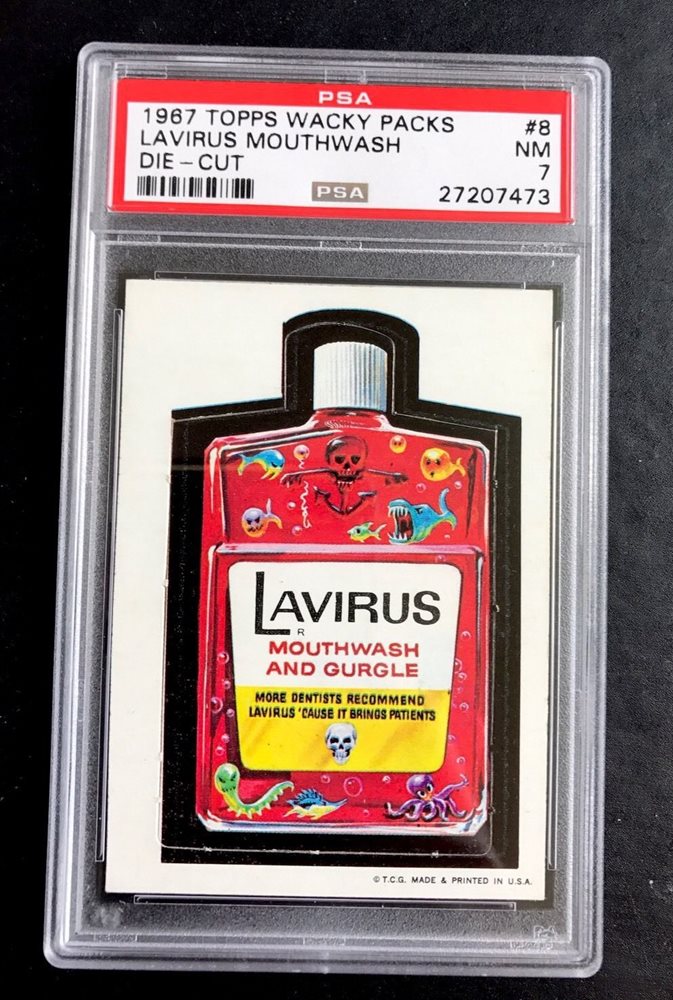 PSA
1967 TOPPS WACKY PACKS #8
LAVIRUS MOUTHWASH NM
DIE-CUT 7
PSA 27207473
LAVIRUS
R
MOUTHWASH
AND GURGLE
MORE DENTISTS RECOMMEND
LAVIRUS 'CAUSE IT BRINGS PATIENTS
© T.C.G. MADE & PRINTED IN U.S.A.